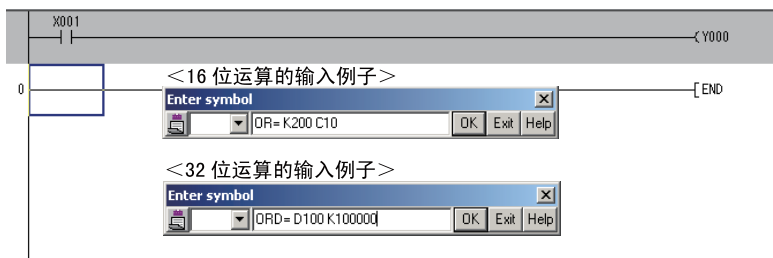 X001
Y000
<16 位运算的输入例子>
0
END
Enter symbol
OR= K200 C10
OK Exit Help
<32 位运算的输入例子>
Enter symbol
ORD= D100 K100000
OK Exit Help